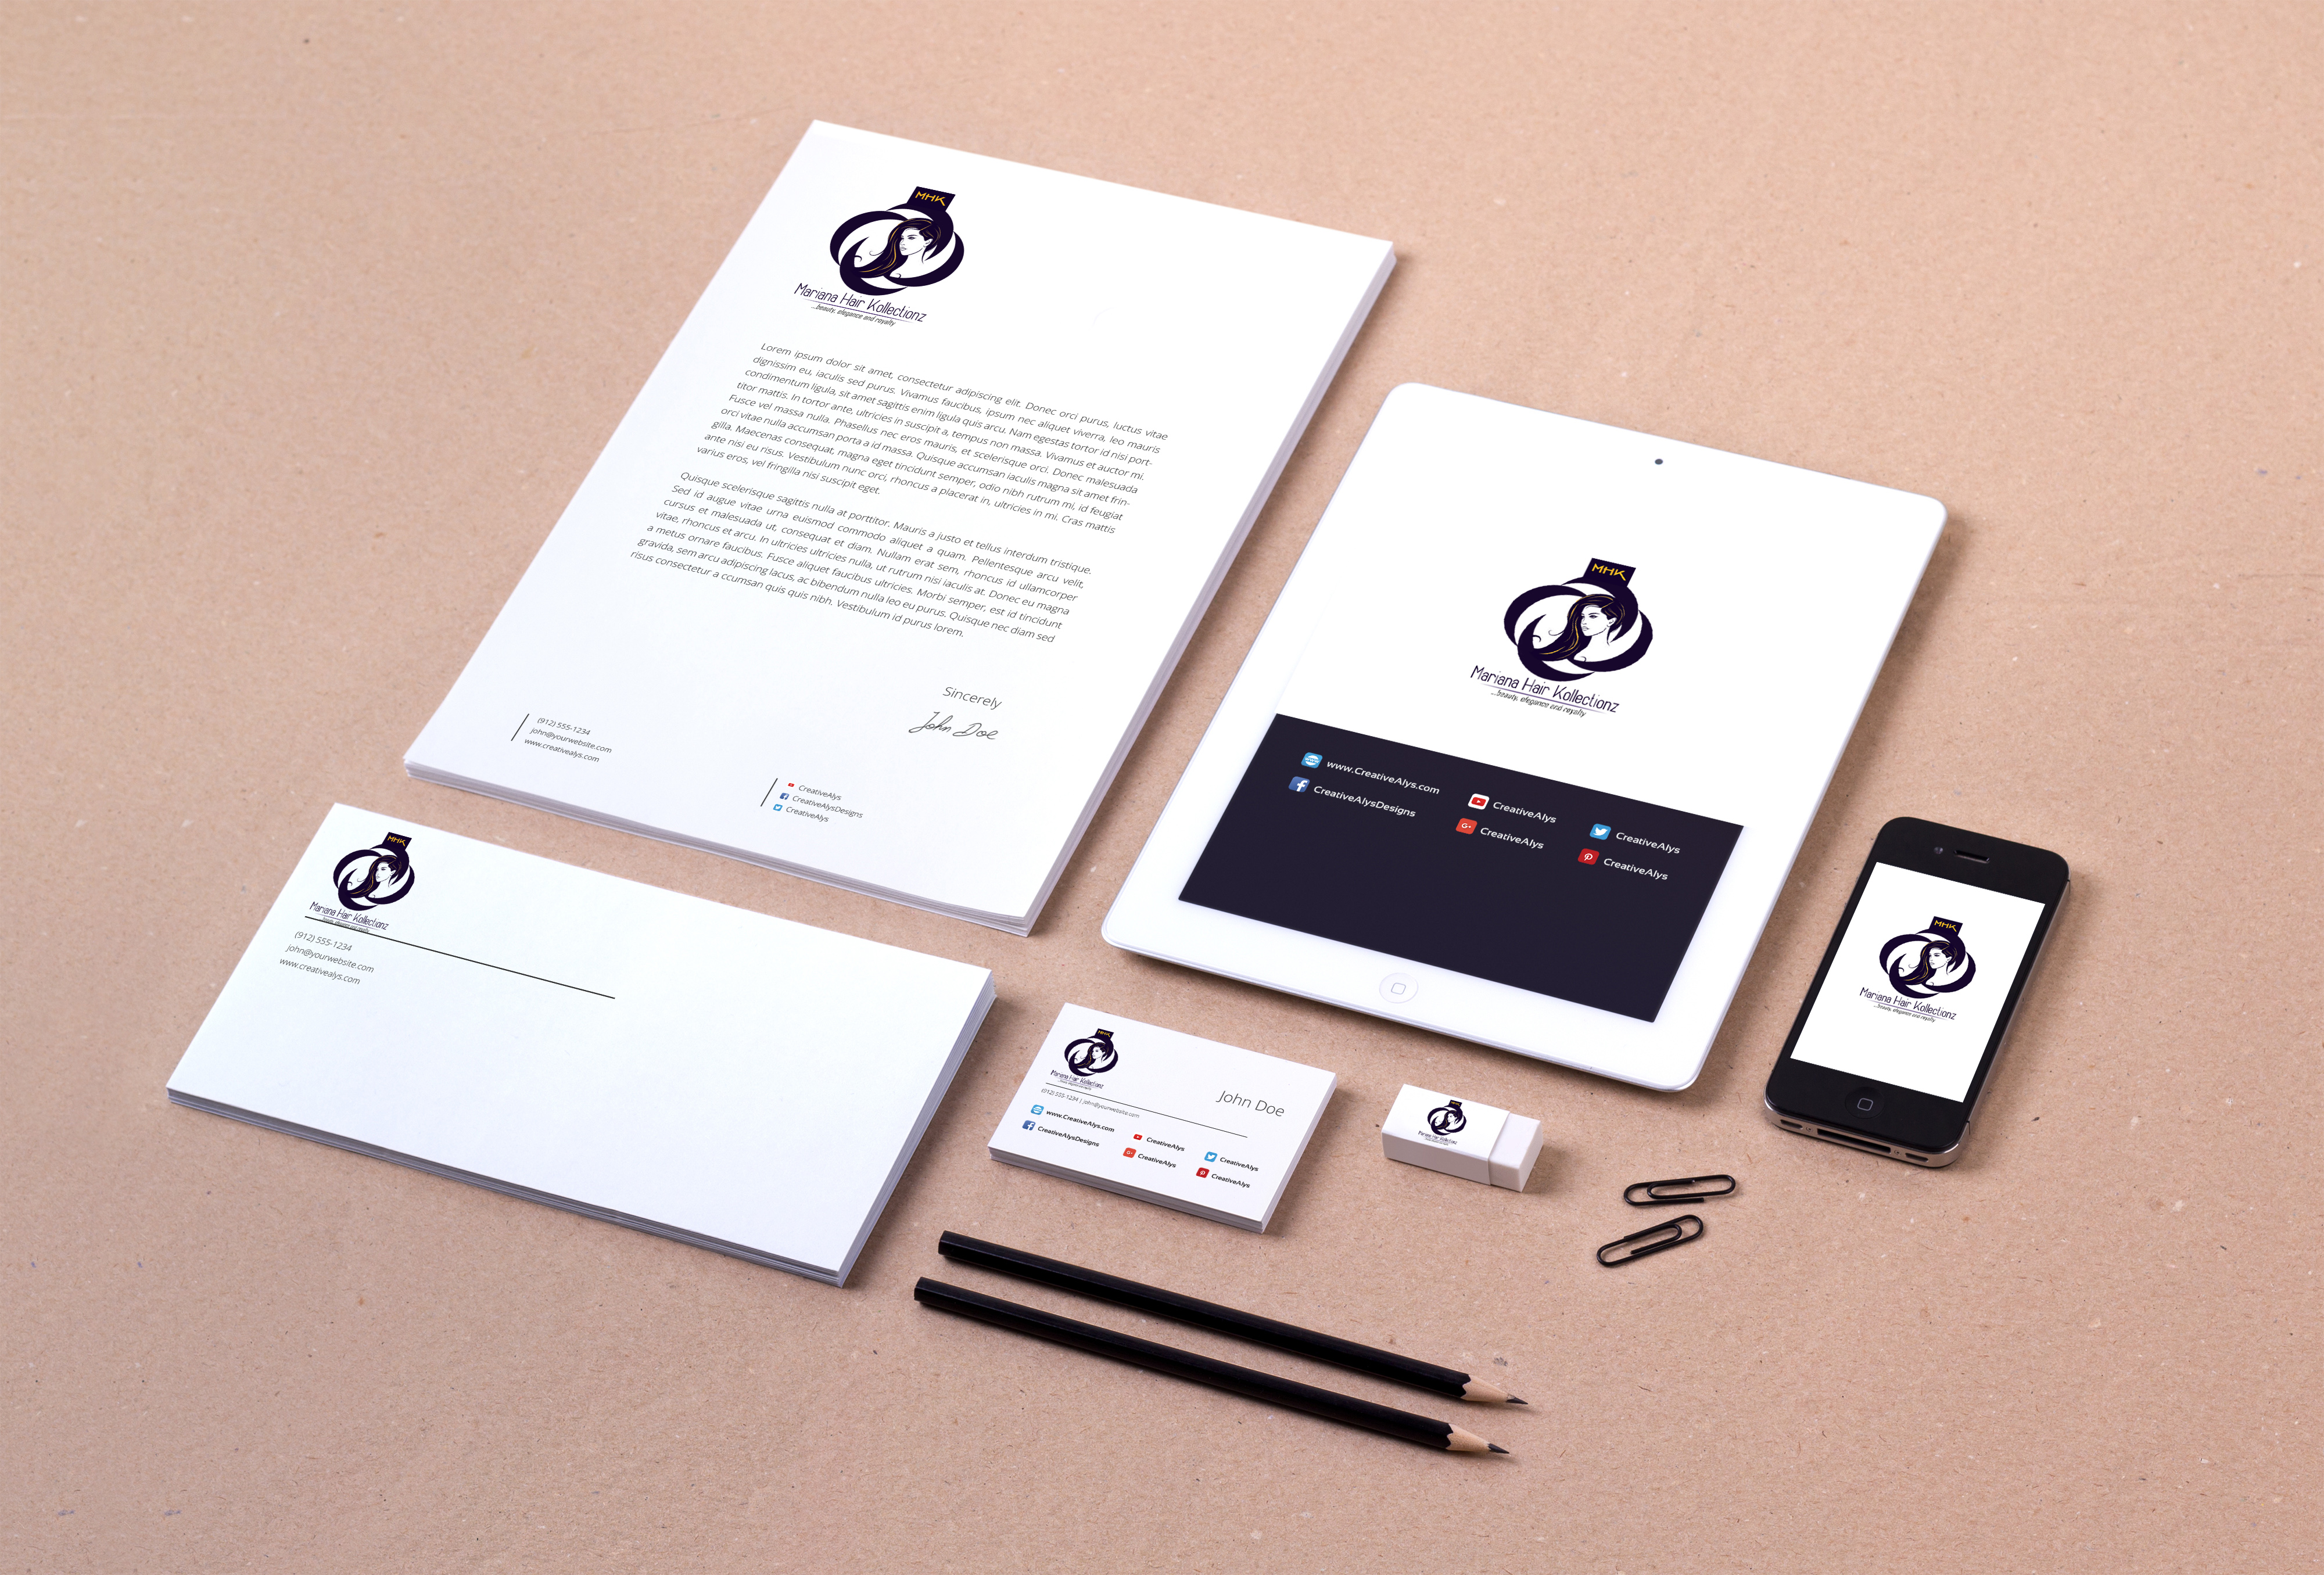 MHK
Mariana Hair Kollectionz
...beauty, elegance and royalty
Lorem ipsum dolor sit amet, consectetur adipiscing elit. Donec orci purus, luctus vitae
dignissim eu, iaculis sed purus. Vivamus faucibus, ipsum nec aliquet viverra, leo mauris
condimentum ligula, sit amet sagittis enim ligula quis arcu. Nam egestas tortor id nisi port-
titor mattis. In tortor ante, ultricies in suscipit a, tempus non massa. Vivamus et auctor mi.
Fusce vel massa nulla. Phasellus nec eros mauris, et scelerisque orci. Donec malesuada
orci vitae nulla accumsan porta a id massa. Quisque accumsan iaculis magna sit amet frin-
gilla. Maecenas consequat, magna eget tincidunt semper, odio nibh rutrum mi, id feugiat
ante nisi eu risus. Vestibulum nunc orci, rhoncus a placerat in, ultricies in mi. Cras mattis
varius eros, vel fringilla nisi suscipit eget.
Quisque scelerisque sagittis nulla at porttitor. Mauris a justo et tellus interdum tristique.
Sed id augue vitae urna euismod commodo aliquet a quam. Pellentesque arcu velit,
cursus et malesuada ut, consequat et diam. Nullam erat sem, rhoncus id ullamcorper
vitae, rhoncus et arcu. In ultricies ultricies nulla, ut rutrum nisi iaculis at. Donec eu magna
a metus ornare faucibus. Fusce aliquet faucibus ultricies. Morbi semper, est id tincidunt
gravida, sem arcu adipiscing lacus, ac bibendum nulla leo eu purus. Quisque nec diam sed
risus consectetur a ccumsan quis quis nibh. Vestibulum id purus lorem.
Sincerely
John Doe
(912) 555-1234
john@yourwebsite.com
www.creativealys.com
CreativeAlys
CreativeAlysDesigns
CreativeAlys
MHK
Mariana Hair Kollectionz
...beauty, elegance and royalty
www.CreativeAlys.com
CreativeAlysDesigns
CreativeAlys
CreativeAlys
CreativeAlys
CreativeAlys
MHK
Mariana Hair Kollectionz
...beauty, elegance and royalty
MHK
Mariana Hair Kollectionz
...beauty, elegance and royalty
(912) 555-1234
john@yourwebsite.com
www.creativealys.com
MHK
Mariana Hair Kollectionz
(912) 555-1234 | john@yourwebsite.com
John Doe
www.CreativeAlys.com
CreativeAlysDesigns
CreativeAlys
CreativeAlys
CreativeAlys
CreativeAlys
MHK
Mariana Hair Kollectionz